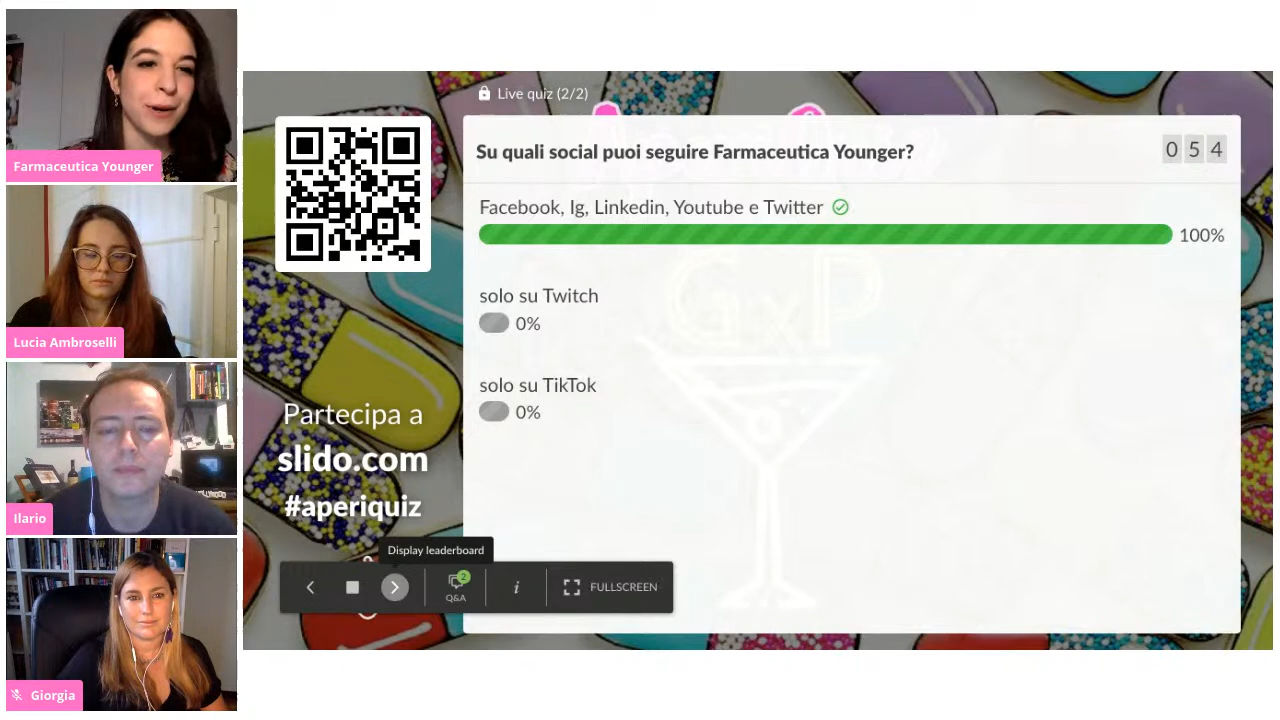 Farmaceutica Younger
Lucia Ambroselli
Ilario
Giorgia
Live quiz (2/2)
Su quali social puoi seguire Farmaceutica Younger?
0 5 4
Facebook, Ig, Linkedin, Youtube e Twitter
100%
solo su Twitch
0%
solo su TikTok
0%
GxP
Partecipa a
slido.com
#aperiquiz
Display leaderboard
2
Q&A
i
FULLSCREEN